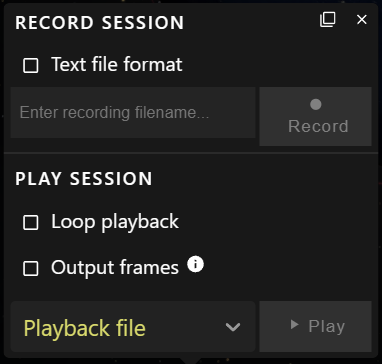 RECORD SESSION
Text file format
Enter recording filename...
Record
PLAY SESSION
Loop playback
Output frames
Playback file
Play